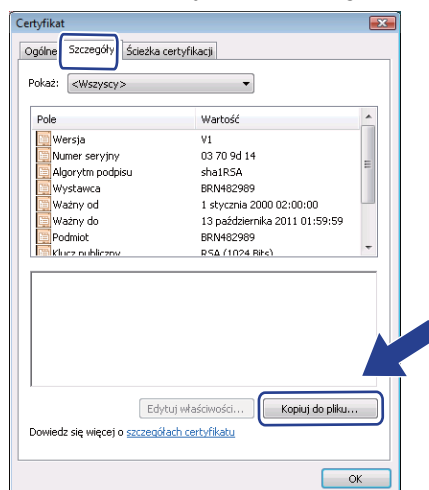 Certyfikat
Ogólne Szczegóły Ścieżka certyfikacji
Pokaż: <Wszyscy>
Pole Wartość
Wersja V1
Numer seryjny 03 70 9d 14
Algorytm podpisu sha1RSA
Wystawca BRN482989
Ważny od 1 stycznia 2000 02:00:00
Ważny do 13 października 2011 01:59:59
Podmiot BRN482989
Klucz publiczny RSA (1024 Bits)
Edytuj właściwości... Kopiuj do pliku...
Dowiedz się więcej o szczegółach certyfikatu
OK